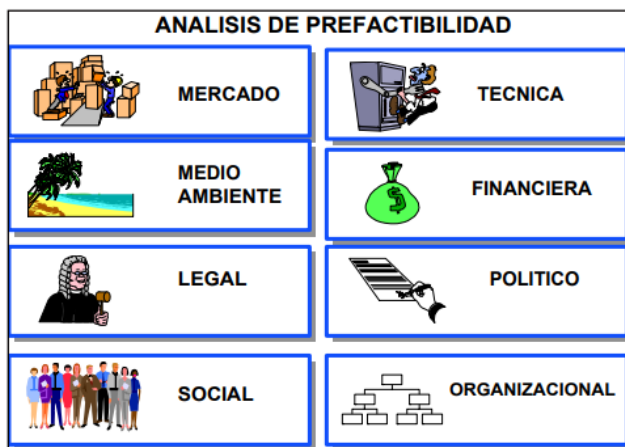 ANALISIS DE PREFACTIBILIDAD
MERCADO
TECNICA
MEDIO
AMBIENTE
FINANCIERA
LEGAL
POLITICO
SOCIAL
ORGANIZACIONAL